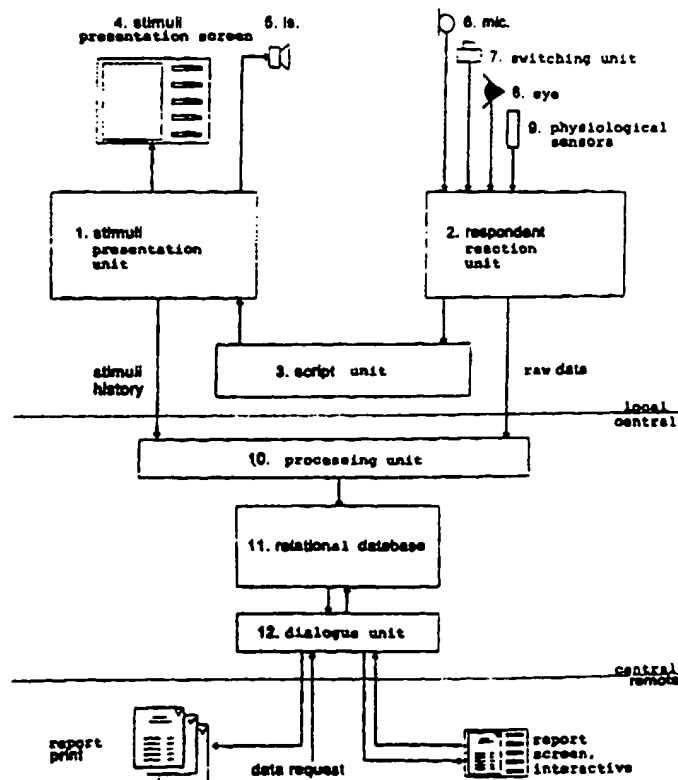 4. stimuli
presentation screen
5. ls.
6. mic.
7. switching unit
8. eye
9. physiological
sensors
1. stimuli
presentation
unit
2. respondent
reaction
unit
3. script unit
stimuli
history
raw data
local
central
10. processing unit
11. relational database
12. dialogue unit
central
remote
report
print
data request
report
screen,
interactive